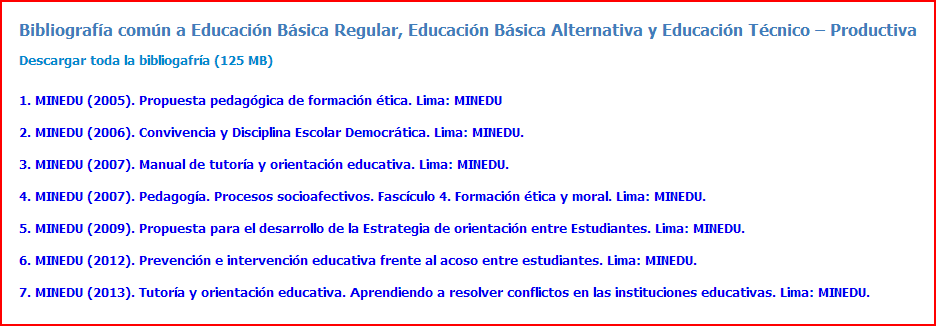 Bibliografía común a Educación Básica Regular, Educación Básica Alternativa y Educación Técnico – Productiva
Descargar toda la bibliogafría (125 MB)
1. MINEDU (2005). Propuesta pedagógica de formación ética. Lima: MINEDU
2. MINEDU (2006). Convivencia y Disciplina Escolar Democrática. Lima: MINEDU.
3. MINEDU (2007). Manual de tutoría y orientación educativa. Lima: MINEDU.
4. MINEDU (2007). Pedagogía. Procesos socioafectivos. Fascículo 4. Formación ética y moral. Lima: MINEDU.
5. MINEDU (2009). Propuesta para el desarrollo de la Estrategia de orientación entre Estudiantes. Lima: MINEDU.
6. MINEDU (2012). Prevención e intervención educativa frente al acoso entre estudiantes. Lima: MINEDU.
7. MINEDU (2013). Tutoría y orientación educativa. Aprendiendo a resolver conflictos en las instituciones educativas. Lima: MINEDU.